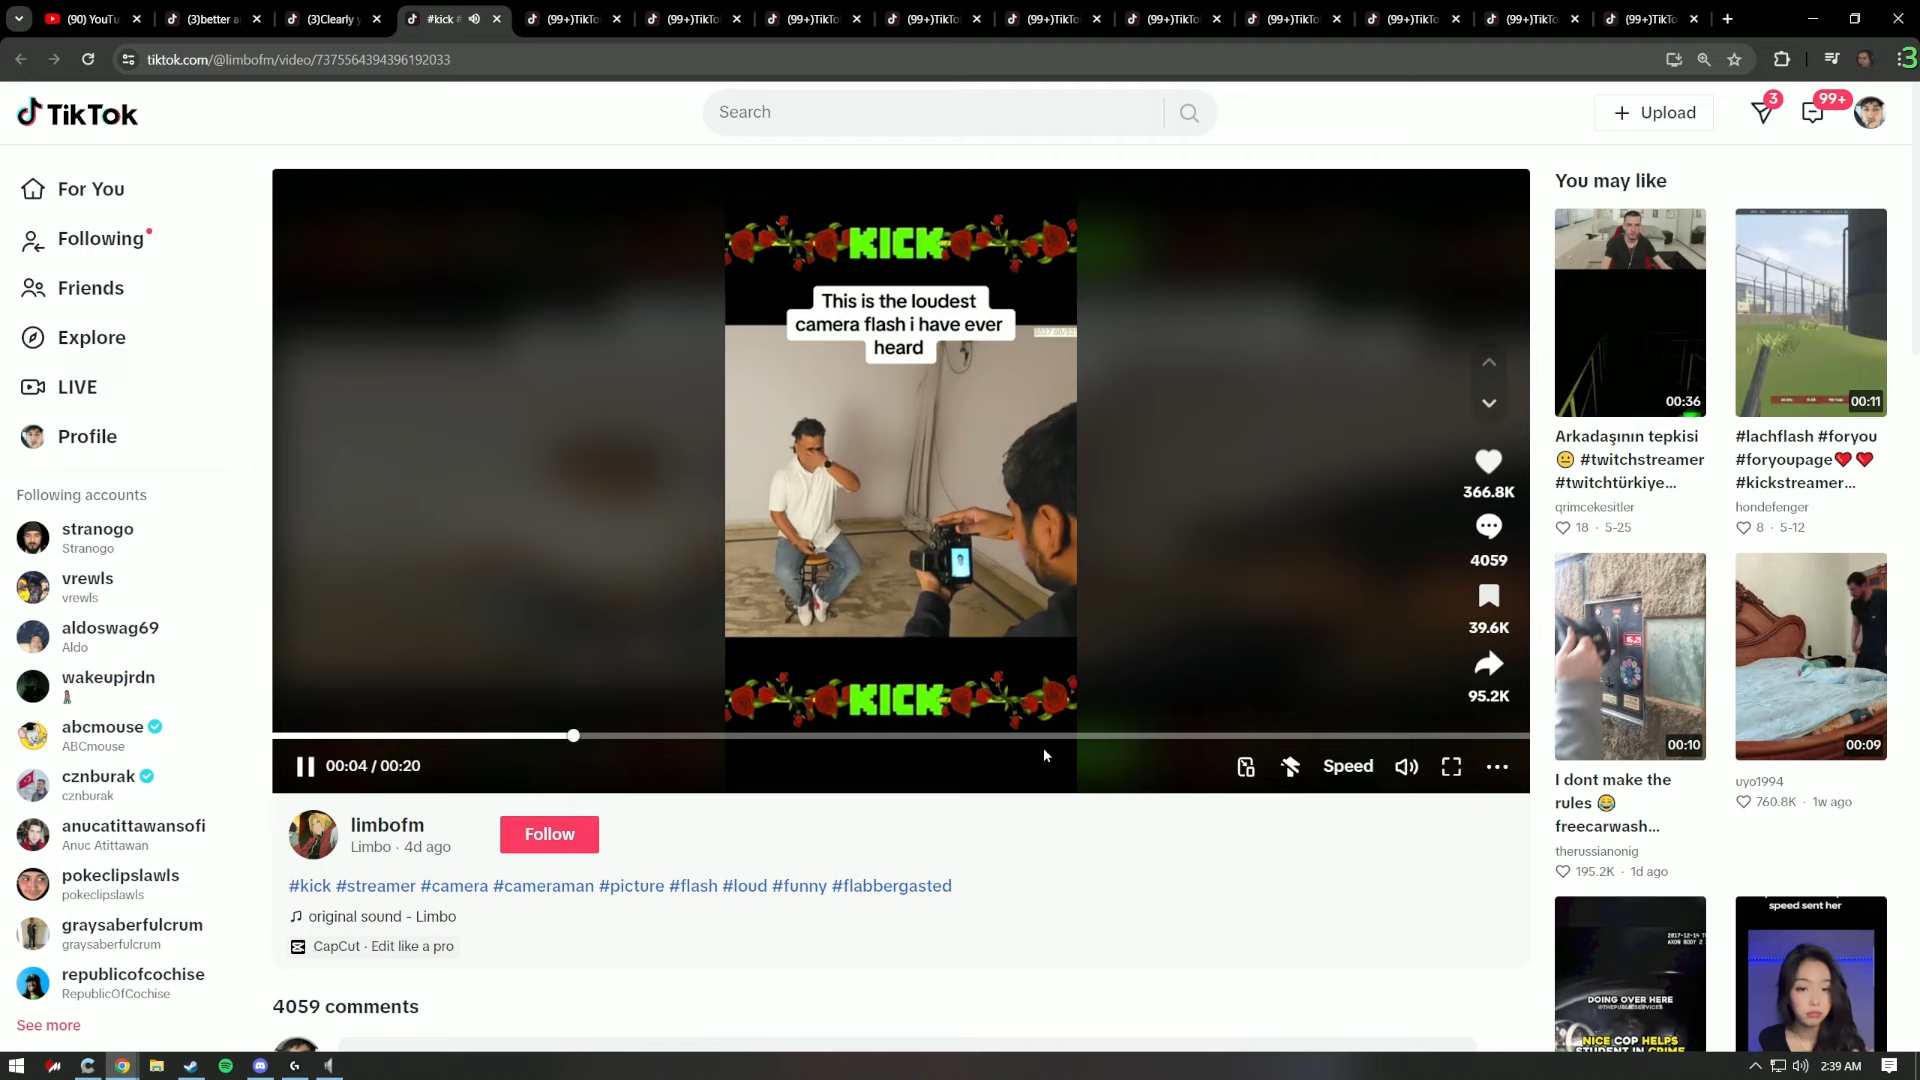 (90) YouTu
(3)better a
(3)Clearly y
#kick #
(99+)TikTo
(99+)TikTo
(99+)TikTo
(99+)TikTo
(99+)TikTo
(99+)TikTo
(99+)TikTo
(99+)TikTo
(99+)TikTo
(99+)TikTo
tiktok.com/@limbofm/video/7375564394396192033
3
TikTok
Search
Upload
3
99+
For You
Following
Friends
Explore
LIVE
Profile
Following accounts
stranogo
Stranogo
vrewls
vrewls
aldoswag69
Aldo
wakeupjrdn
abcmouse
ABCmouse
cznburak
cznburak
anucatittawansofi
Anuc Atittawan
pokeclipslawls
pokeclipslawls
graysaberfulcrum
graysaberfulcrum
republicofcochise
RepublicOfCochise
See more
KICK
This is the loudest
camera flash i have ever
heard
KICK
366.8K
4059
39.6K
95.2K
00:04 / 00:20
Speed
limbofm
Limbo · 4d ago
Follow
#kick #streamer #camera #cameraman #picture #flash #loud #funny #flabbergasted
original sound - Limbo
CapCut · Edit like a pro
4059 comments
You may like
00:36
Arkadaşının tepkisi
😐 #twitchstreamer
#twitchtürkiye...
qrimcekesitler
18 · 5-25
00:11
#lachflash #foryou
#foryoupage❤️❤️
#kickstreamer...
hondefenger
8 · 5-12
00:10
I dont make the
rules 😂
freecarwash...
therussianonig
195.2K · 1d ago
00:09
uyo1994
760.8K · 1w ago
DOING OVER HERE
NICE COP HELPS
STUDENT IN CRIME
speed sent her
2:39 AM